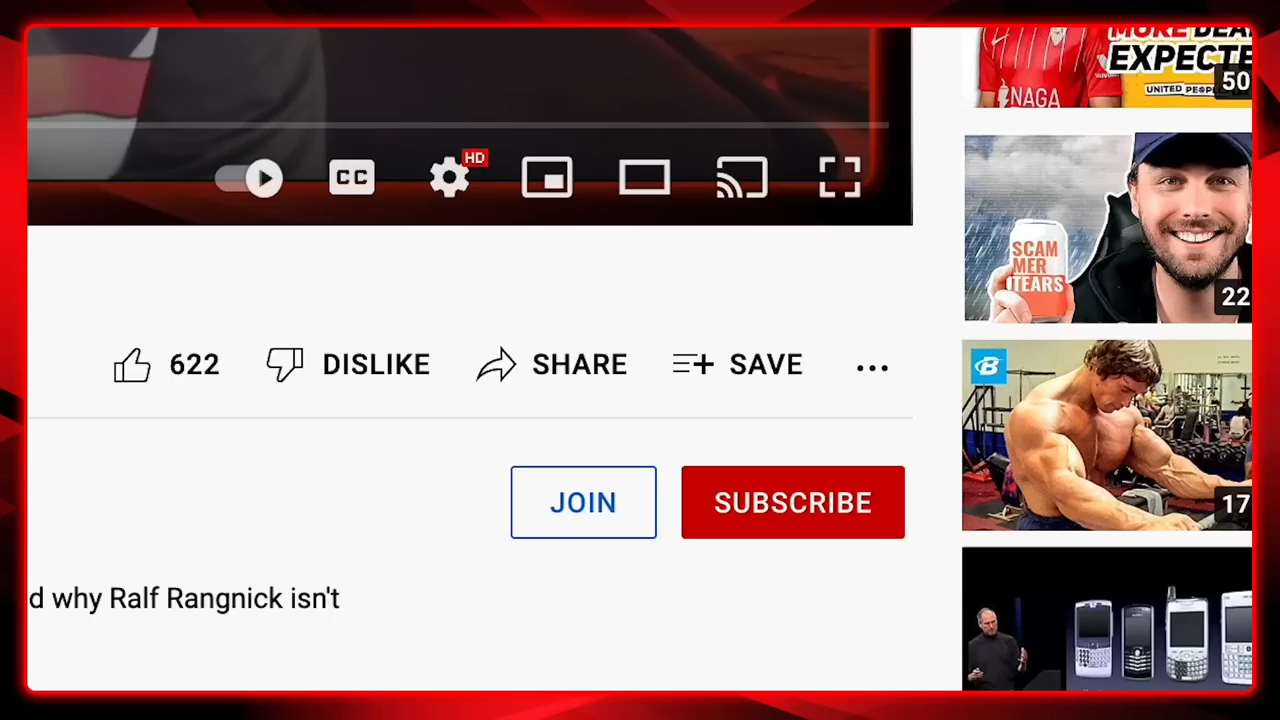 MORE DEA
EXPECTE
50
UNITED PEOPL
NAGA
HD
CC
SCAM
MER
TEARS
22
622
DISLIKE
SHARE
SAVE
B
17
JOIN
SUBSCRIBE
d why Ralf Rangnick isn't